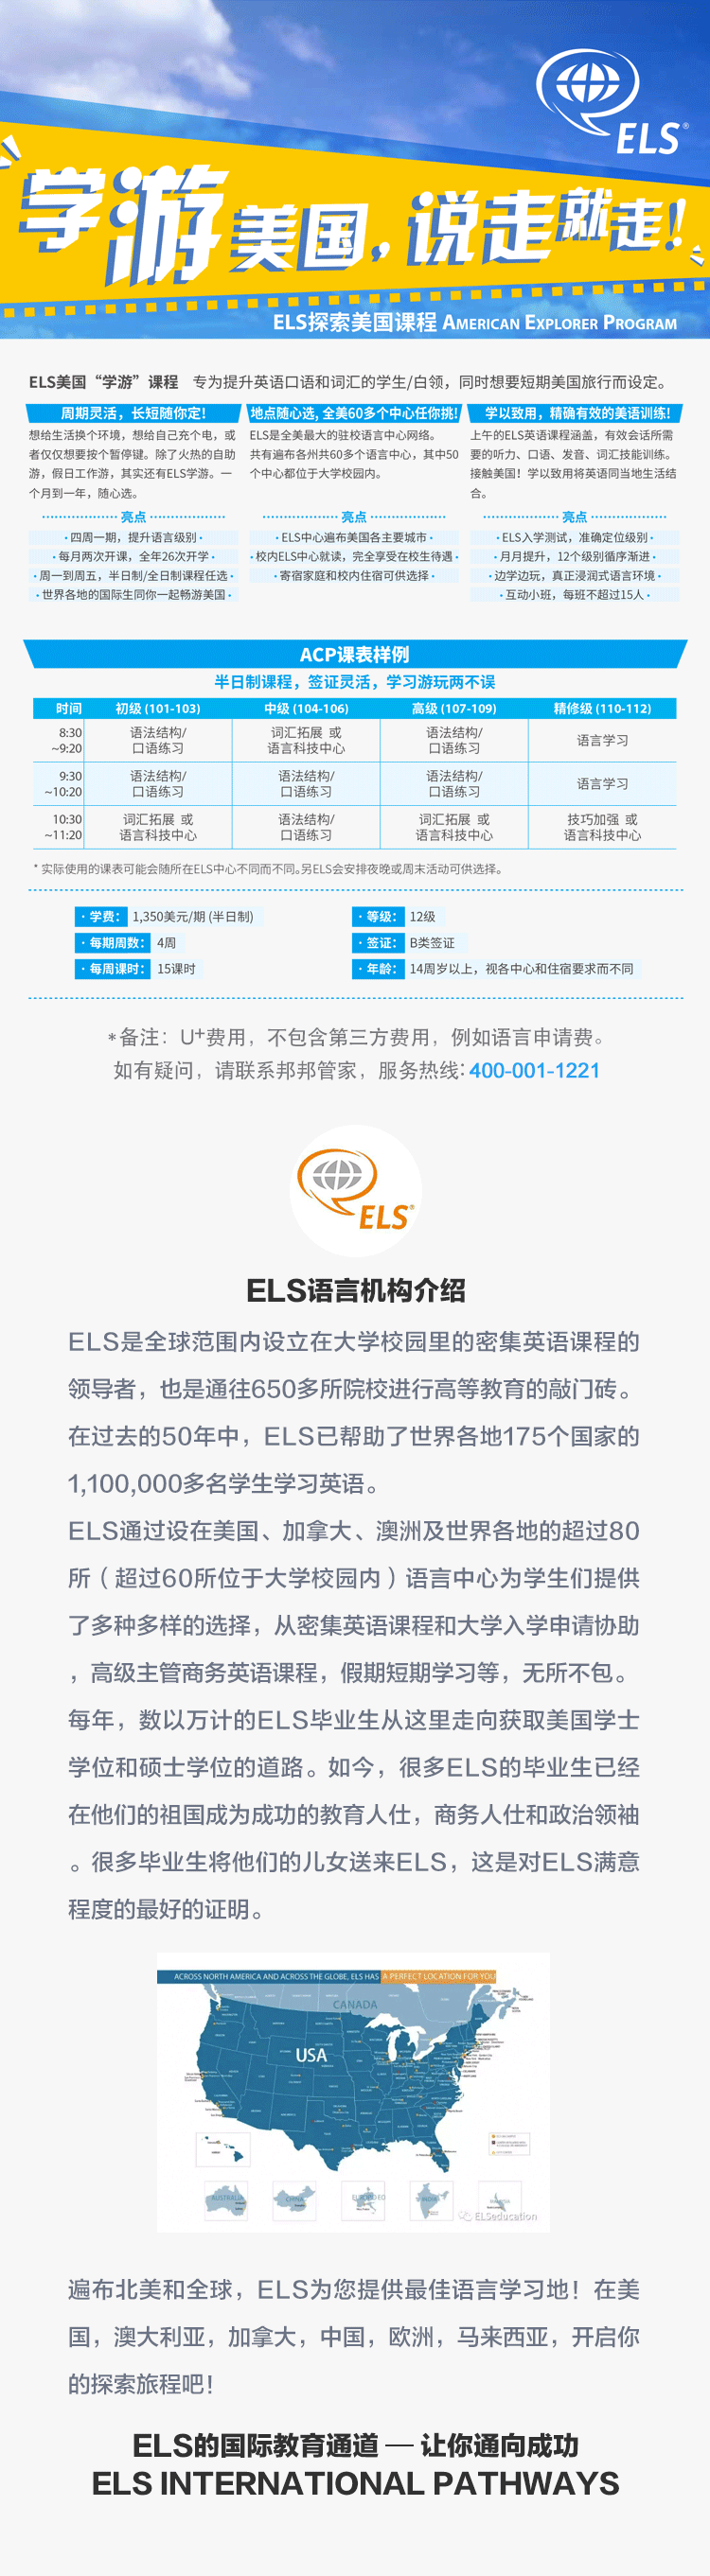 ELS®
学游美国，说走就走！
ELS探索美国课程 AMERICAN EXPLORER PROGRAM
ELS美国“学游”课程 专为提升英语口语和词汇的学生/白领，同时想要短期美国旅行而设定。
周期灵活，长短随你定！
想给生活换个环境，想给自己充个电，或
者仅仅想要按个暂停键。除了火热的自助
游，假日工作游，其实还有ELS学游。一
个月到一年，随心选。
亮点
·四周一期，提升语言级别·
·每月两次开课，全年26次开学·
·周一到周五，半日制/全日制课程任选·
·世界各地的国际生同你一起畅游美国·
地点随心选, 全美60多个中心任你挑!
ELS是全美最大的驻校语言中心网络。
共有遍布各州共60多个语言中心，其中50
个中心都位于大学校园内。
亮点
·ELS中心遍布美国各主要城市·
·校内ELS中心就读，完全享受在校生待遇·
·寄宿家庭和校内住宿可供选择·
学以致用，精确有效的美语训练!
上午的ELS英语课程涵盖，有效会话所需
要的听力、口语、发音、词汇技能训练。
接触美国！学以致用将英语同当地生活结
合。
亮点
·ELS入学测试，准确定位级别·
·月月提升，12个级别循序渐进·
·边学边玩，真正浸润式语言环境·
·互动小班，每班不超过15人·
ACP课表样例
半日制课程，签证灵活，学习游玩两不误
时间 初级 (101-103) 中级 (104-106) 高级 (107-109) 精修级 (110-112)
8:30 语法结构/ 词汇拓展 或 语法结构/ 语言学习
~9:20 口语练习 语言科技中心 口语练习
9:30 语法结构/ 语法结构/ 语法结构/ 语言学习
~10:20 口语练习 口语练习 口语练习
10:30 词汇拓展 或 语法结构/ 词汇拓展 或 技巧加强 或
~11:20 语言科技中心 口语练习 语言科技中心 语言科技中心
* 实际使用的课表可能会随所在ELS中心不同而不同。另ELS会安排夜晚或周末活动可供选择。
·学费： 1,350美元/期 (半日制) ·等级： 12级
·每期周数： 4周 ·签证： B类签证
·每周课时： 15课时 ·年龄： 14周岁以上，视各中心和住宿要求而不同
*备注：U+费用，不包含第三方费用，例如语言申请费。
如有疑问，请联系邦邦管家，服务热线：400-001-1221
ELS®
ELS语言机构介绍
ELS是全球范围内设立在大学校园里的密集英语课程的
领导者，也是通往650多所院校进行高等教育的敲门砖。
在过去的50年中，ELS已帮助了世界各地175个国家的
1,100,000多名学生学习英语。
ELS通过设在美国、加拿大、澳洲及世界各地的超过80
所（超过60所位于大学校园内）语言中心为学生们提供
了多种多样的选择，从密集英语课程和大学入学申请协助
，高级主管商务英语课程，假期短期学习等，无所不包。
每年，数以万计的ELS毕业生从这里走向获取美国学士
学位和硕士学位的道路。如今，很多ELS的毕业生已经
在他们的祖国成为成功的教育人仕，商务人仕和政治领袖
。很多毕业生将他们的儿女送来ELS，这是对ELS满意
程度的最好的证明。
ACROSS NORTH AMERICA AND ACROSS THE GLOBE, ELS HAS A PERFECT LOCATION FOR YOU
CANADA
USA
AUSTRALIA CHINA INDIA
ELSeducation
遍布北美和全球，ELS为您提供最佳语言学习地！在美
国，澳大利亚，加拿大，中国，欧洲，马来西亚，开启你
的探索旅程吧！
ELS的国际教育通道 — 让你通向成功
ELS INTERNATIONAL PATHWAYS